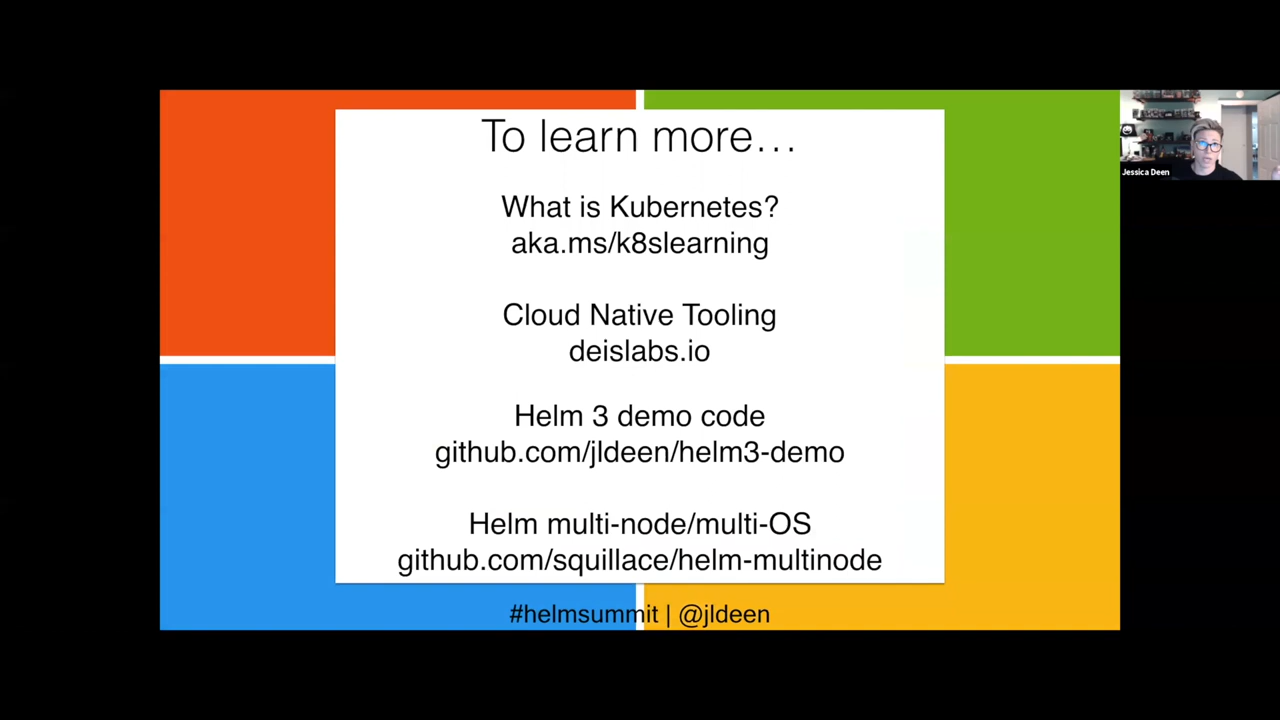 To learn more…
What is Kubernetes?
aka.ms/k8slearning
Cloud Native Tooling
deislabs.io
Helm 3 demo code
github.com/jldeen/helm3-demo
Helm multi-node/multi-OS
github.com/squillace/helm-multinode
#helmsummit | @jldeen
Jessica Deen